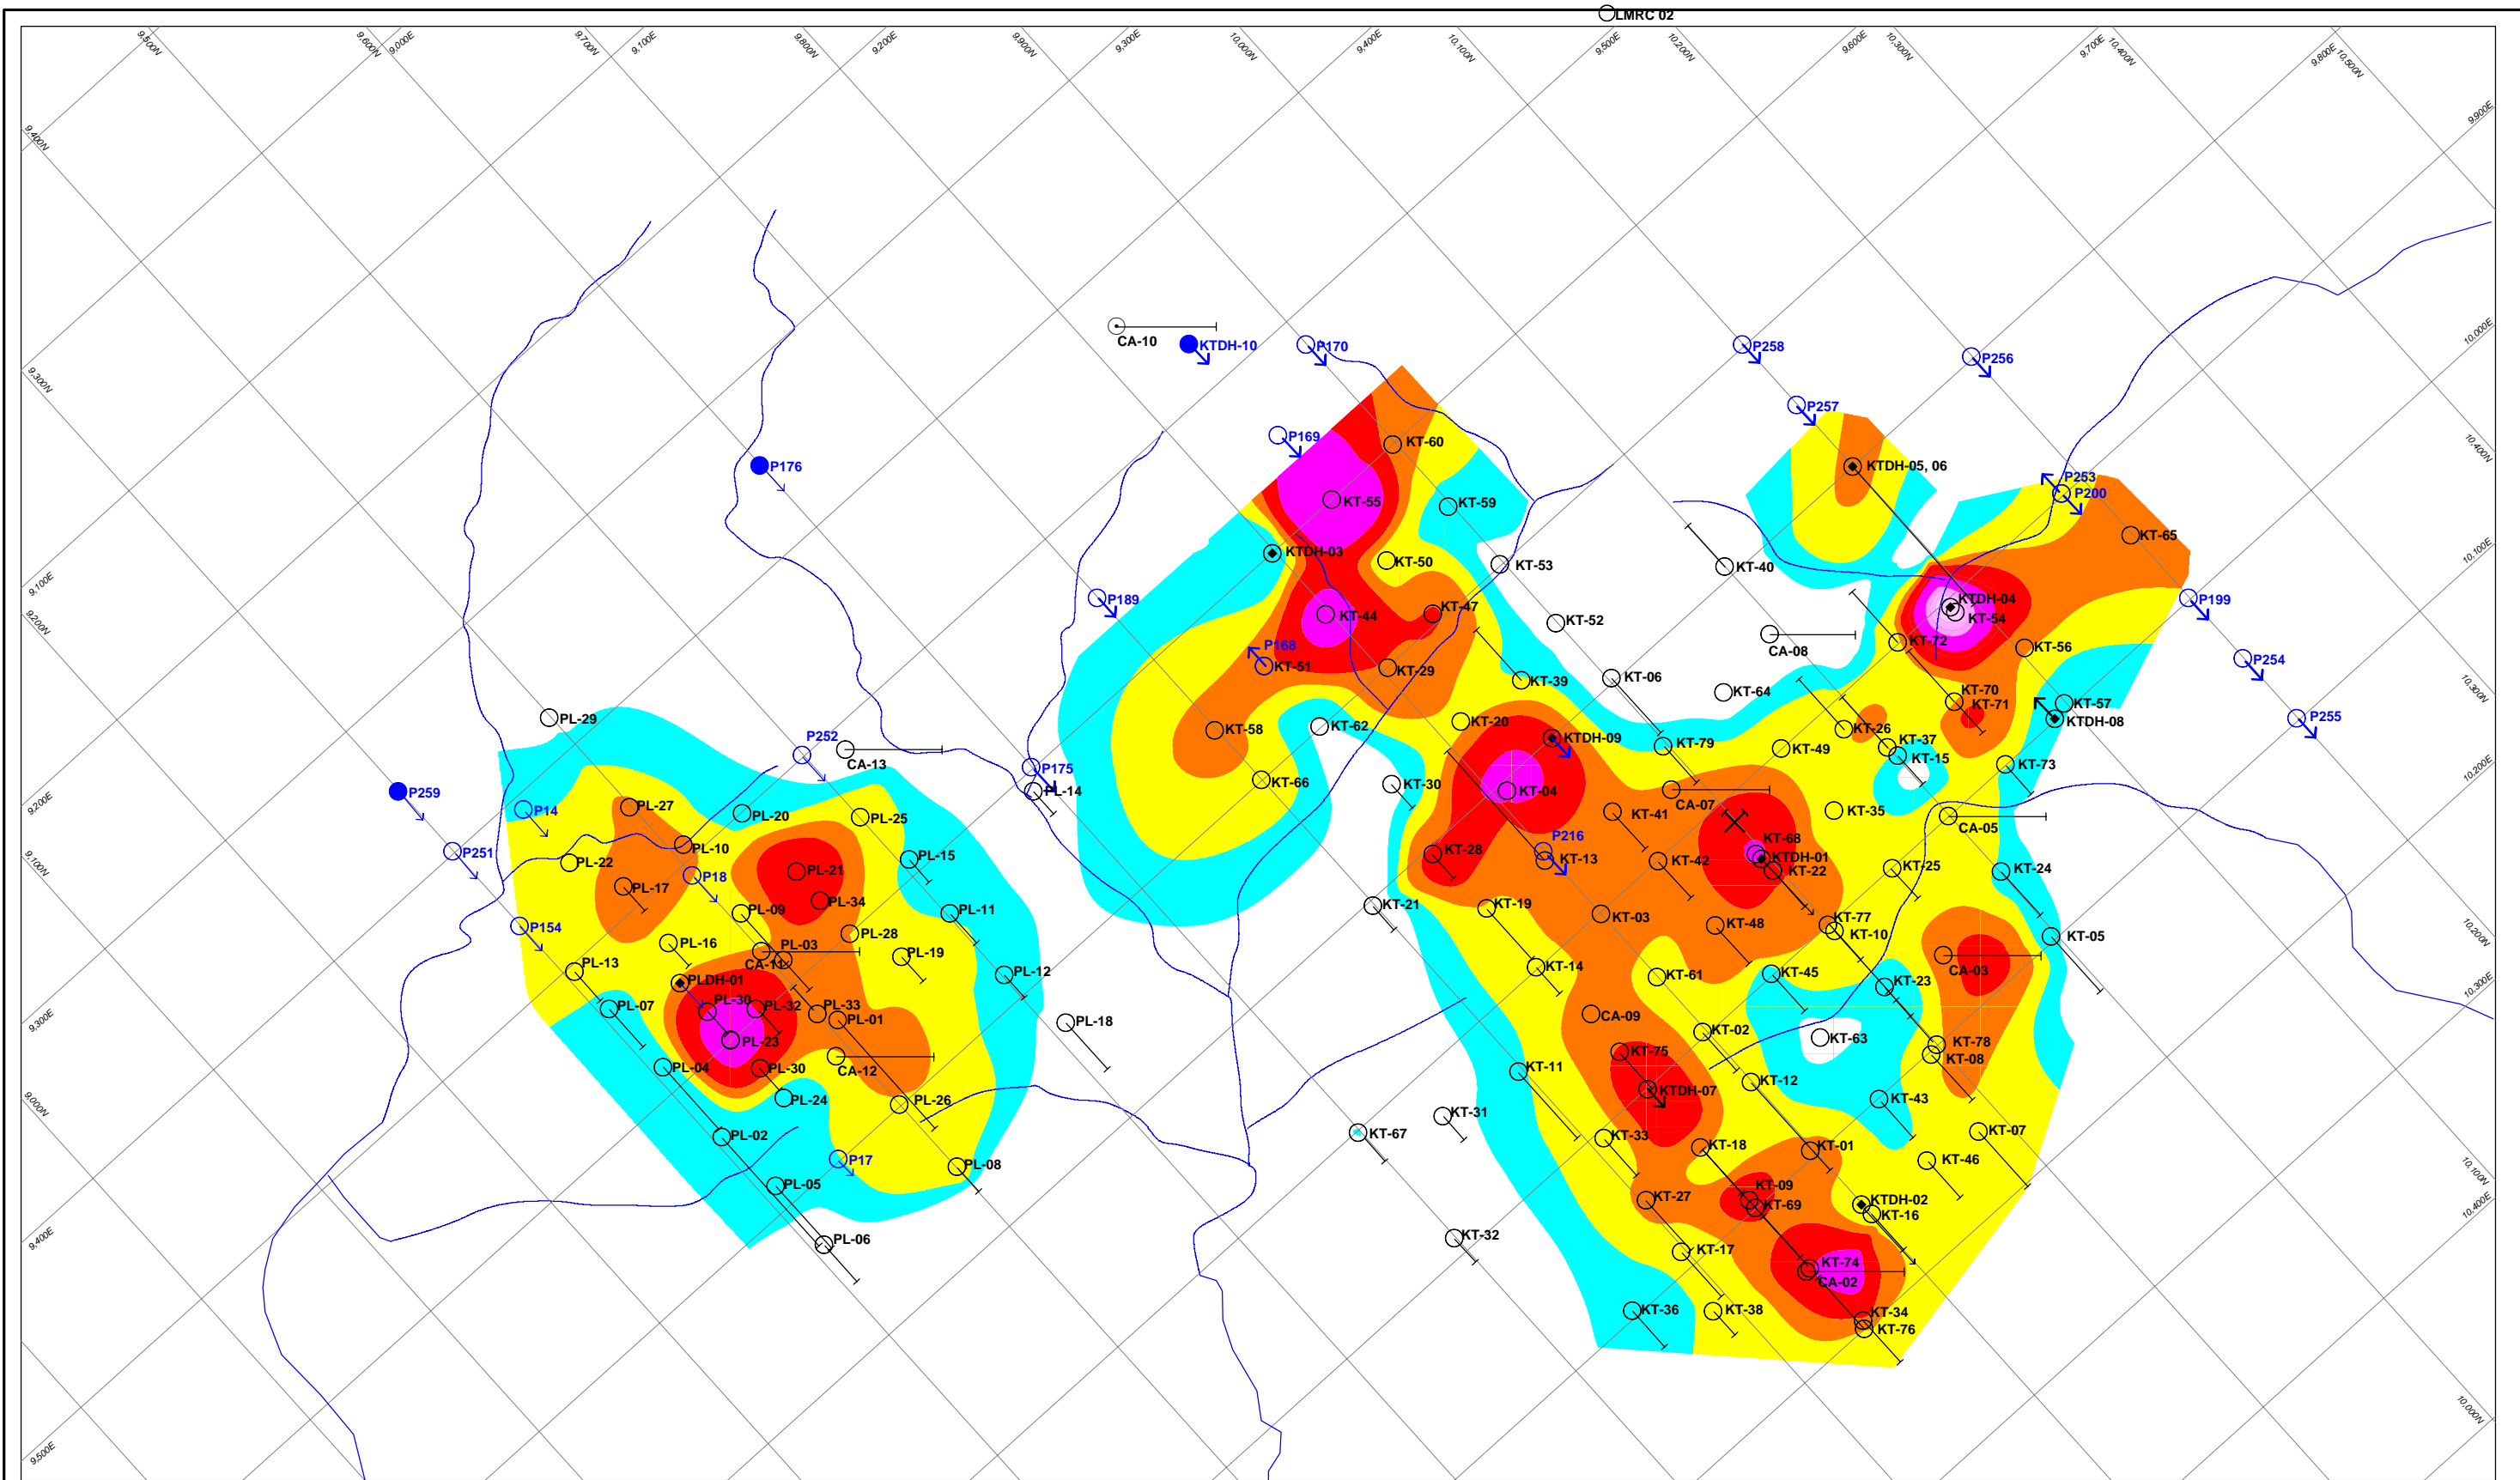 LMRC 02
9,500N
9,600N
9,000E
9,700N
9,100E
9,800N
9,200E
9,900N
9,300E
10,000N
9,400E
10,100N
9,500E
10,200N
9,600E
10,300N
9,700E
10,400N
9,800E
10,500N
9,900E
9,400N
10,000E
CA-10
KTDH-10
P170
P258
P256
9,300N
P257
P169
KT-60
10,400N
P176
KTDH-05, 06
P253
P200
KT-55
KT-59
KT-65
KTDH-03
KT-50
KT-53
KT-40
10,100E
9,100E
9,200N
P189
KT-44
KT-47
KT-52
KTDH-04
KT-54
P199
CA-08
KT-72
P168
KT-51
KT-29
KT-39
KT-06
KT-64
KT-56
P254
10,300N
PL-29
KT-58
KT-62
KT-20
KTDH-09
KT-70
KT-71
KT-57
KTDH-08
P255
P252
CA-13
KT-79
KT-49
KT-26
KT-37
KT-15
KT-73
10,200E
P175
PL-14
KT-66
KT-30
KT-04
CA-07
9,200E
P259
P14
PL-27
PL-20
PL-25
KT-41
KT-35
CA-05
9,100N
P251
PL-22
PL-10
PL-15
KT-28
P216
KT-13
KT-42
KT-68
KTDH-01
KT-22
KT-25
KT-24
PL-17
P18
PL-21
PL-34
PL-09
PL-11
KT-21
KT-19
KT-03
KT-48
KT-77
KT-10
KT-05
10,200N
P154
PL-16
PL-28
PL-03
CA-11
PL-19
KT-14
KT-61
KT-45
CA-03
PL-13
PLDH-01
PL-12
KT-23
10,300E
9,300E
PL-07
PL-30
PL-32
PL-33
PL-01
PL-18
CA-09
KT-02
KT-63
PL-23
KT-78
KT-08
PL-04
PL-30
CA-12
KT-11
KT-75
KTDH-07
KT-12
9,000N
PL-24
PL-26
KT-31
KT-43
PL-02
KT-67
KT-33
KT-18
KT-01
KT-07
KT-46
P17
PL-08
10,100N
PL-05
KT-27
KT-09
KT-69
KTDH-02
KT-16
10,400E
9,400E
PL-06
KT-32
KT-17
KT-74
CA-02
KT-36
KT-38
KT-34
KT-76
10,000N
9,500E